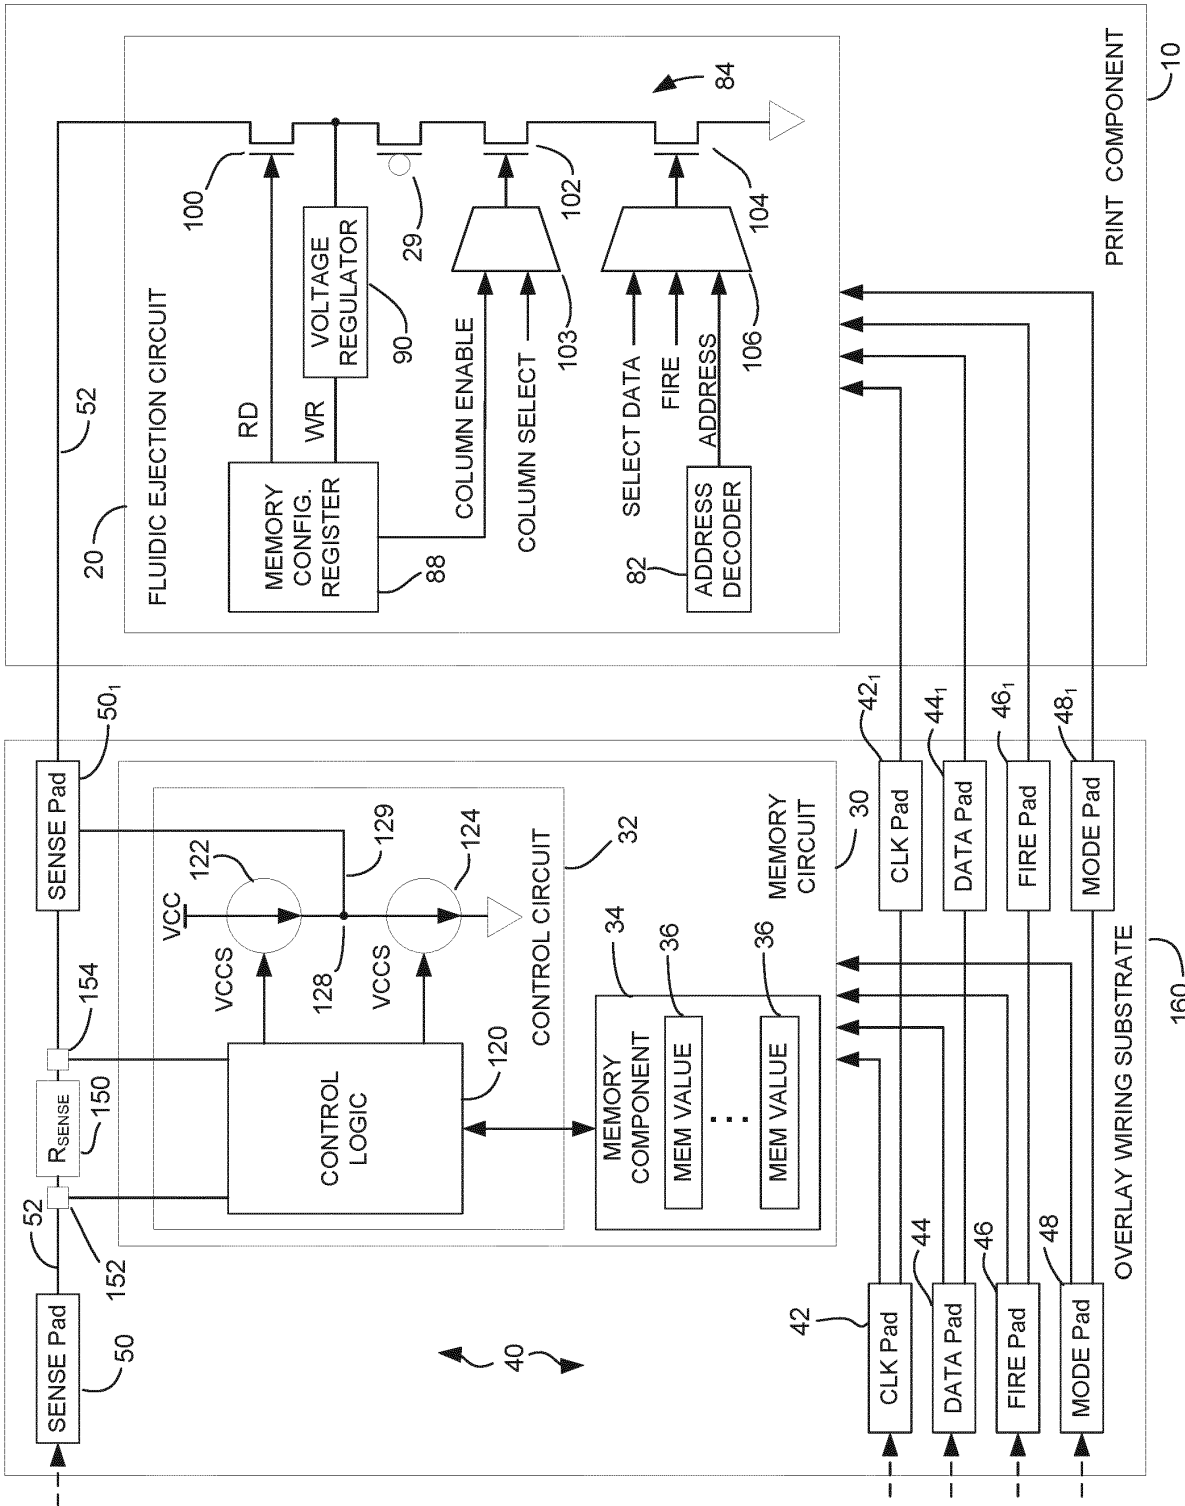 SENSE Pad
50
52
152
RSENSE
150
154
SENSE Pad
50₁
52
20
FLUIDIC EJECTION CIRCUIT
VCC
122
VCCS
128
129
VCCS
124
CONTROL
LOGIC
120
CONTROL CIRCUIT
32
MEMORY
COMPONENT
34
MEM VALUE
36
MEM VALUE
36
MEMORY
CIRCUIT
30
40
MEMORY
CONFIG.
REGISTER
88
RD
WR
100
VOLTAGE
REGULATOR
90
29
COLUMN ENABLE
COLUMN SELECT
103
102
SELECT DATA
FIRE
ADDRESS
106
104
84
ADDRESS
DECODER
82
CLK Pad
42
DATA Pad
44
FIRE Pad
46
MODE Pad
48
CLK Pad
42₁
DATA Pad
44₁
FIRE Pad
46₁
MODE Pad
48₁
OVERLAY WIRING SUBSTRATE
160
PRINT COMPONENT
10